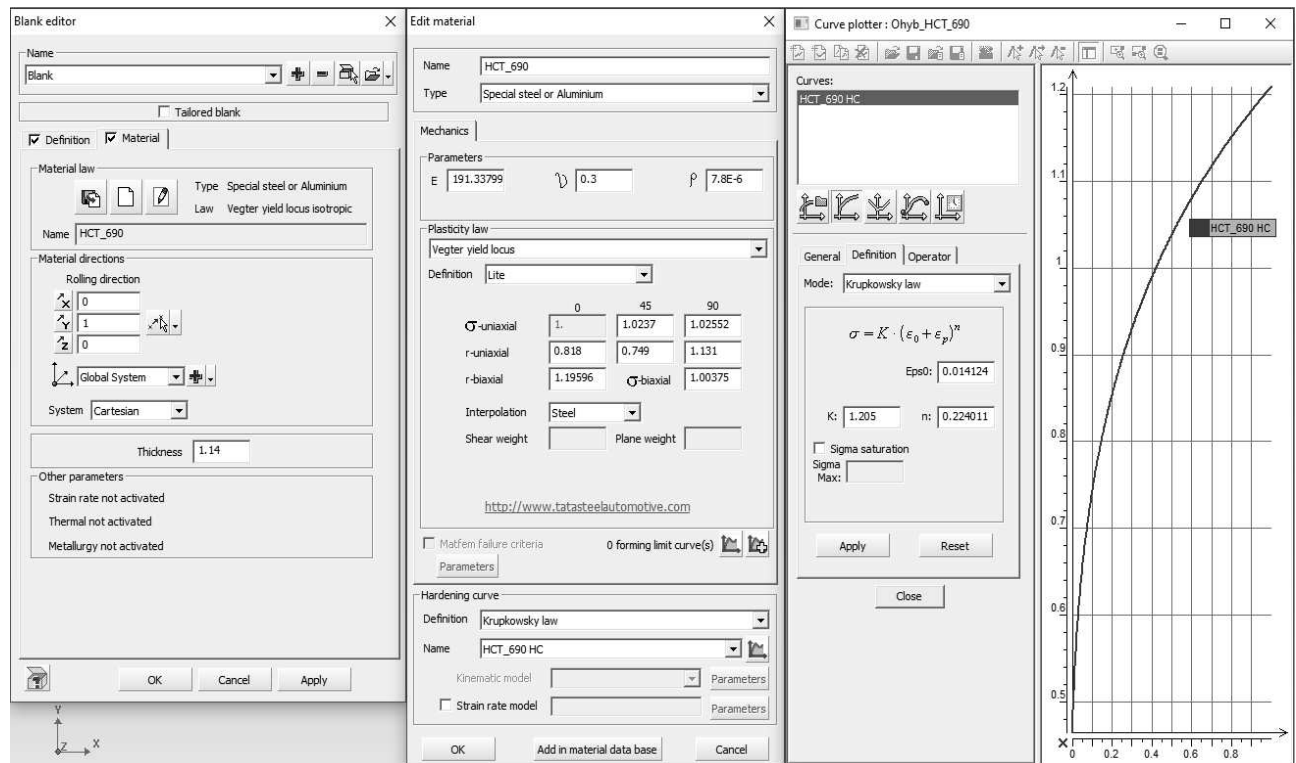 Blank editor
Name
Blank
Tailored blank
Definition
Material
Material law
Type Special steel or Aluminium
Law Vegter yield locus isotropic
Name HCT_690
Material directions
Rolling direction
X 0
Y 1
Z 0
Global System
System Cartesian
Thickness 1.14
Other parameters
Strain rate not activated
Thermal not activated
Metallurgy not activated
OK Cancel Apply
Y
Z X
Edit material
Name HCT_690
Type Special steel or Aluminium
Mechanics
Parameters
E 191.33799 ν 0.3 ρ 7.8E-6
Plasticity law
Vegter yield locus
Definition Lite
0 45 90
σ-uniaxial 1. 1.0237 1.02552
r-uniaxial 0.818 0.749 1.131
r-biaxial 1.19596 σ-biaxial 1.00375
Interpolation Steel
Shear weight Plane weight
http://www.tatasteelautomotive.com
Matfem failure criteria 0 forming limit curve(s)
Parameters
Hardening curve
Definition Krupkowsky law
Name HCT_690 HC
Kinematic model Parameters
Strain rate model Parameters
OK Add in material data base Cancel
Curve plotter : Ohyb_HCT_690
Curves:
HCT_690 HC
General Definition Operator
Mode: Krupkowsky law
σ = K · (ε₀ + εₚ)ⁿ
Eps0: 0.014124
K: 1.205 n: 0.224011
Sigma saturation
Sigma
Max:
Apply Reset
Close
1.2
1.1
HCT_690 HC
1
0.9
0.8
0.7
0.6
0.5
0 0.2 0.4 0.6 0.8